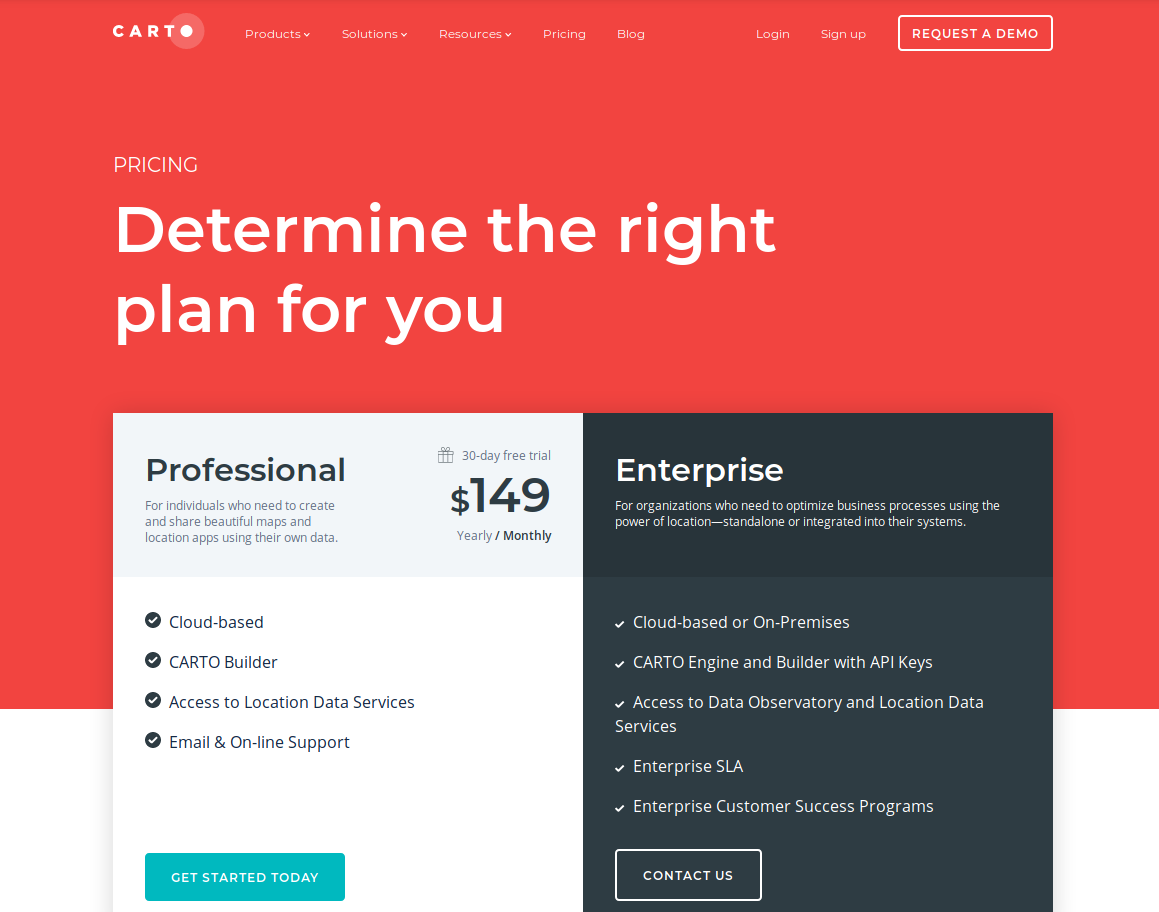 CARTO
Products
Solutions
Resources
Pricing
Blog
Login
Sign up
REQUEST A DEMO
PRICING
Determine the right
plan for you
Professional
For individuals who need to create
and share beautiful maps and
location apps using their own data.
30-day free trial
$149
Yearly / Monthly
Enterprise
For organizations who need to optimize business processes using the
power of location—standalone or integrated into their systems.
Cloud-based
CARTO Builder
Access to Location Data Services
Email & On-line Support
GET STARTED TODAY
Cloud-based or On-Premises
CARTO Engine and Builder with API Keys
Access to Data Observatory and Location Data
Services
Enterprise SLA
Enterprise Customer Success Programs
CONTACT US